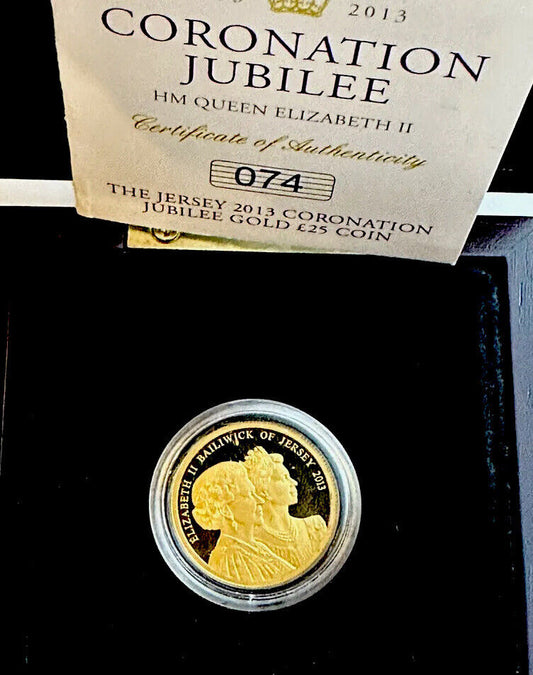 2013
CORONATION
JUBILEE
HM QUEEN ELIZABETH II
Certificate of Authenticity
074
THE JERSEY 2013 CORONATION
JUBILEE GOLD £25 COIN
ELIZABETH II BAILIWICK OF JERSEY 2013